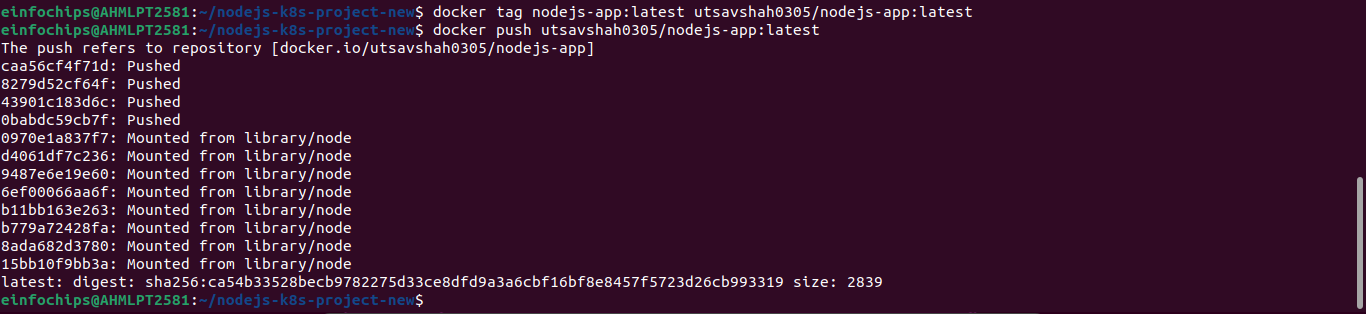 einfochips@AHMLPT2581:~/nodejs-k8s-project-new$ docker tag nodejs-app:latest utsavshah0305/nodejs-app:latest
einfochips@AHMLPT2581:~/nodejs-k8s-project-new$ docker push utsavshah0305/nodejs-app:latest
The push refers to repository [docker.io/utsavshah0305/nodejs-app]
caa56cf4f71d: Pushed
8279d52cf64f: Pushed
43901c183d6c: Pushed
0babdc59cb7f: Pushed
0970e1a837f7: Mounted from library/node
d4061df7c236: Mounted from library/node
9487e6e19e60: Mounted from library/node
6ef00066aa6f: Mounted from library/node
b11bb163e263: Mounted from library/node
b779a72428fa: Mounted from library/node
8ada682d3780: Mounted from library/node
15bb10f9bb3a: Mounted from library/node
latest: digest: sha256:ca54b33528becb9782275d33ce8dfd9a3a6cbf16bf8e8457f5723d26cb993319 size: 2839
einfochips@AHMLPT2581:~/nodejs-k8s-project-new$